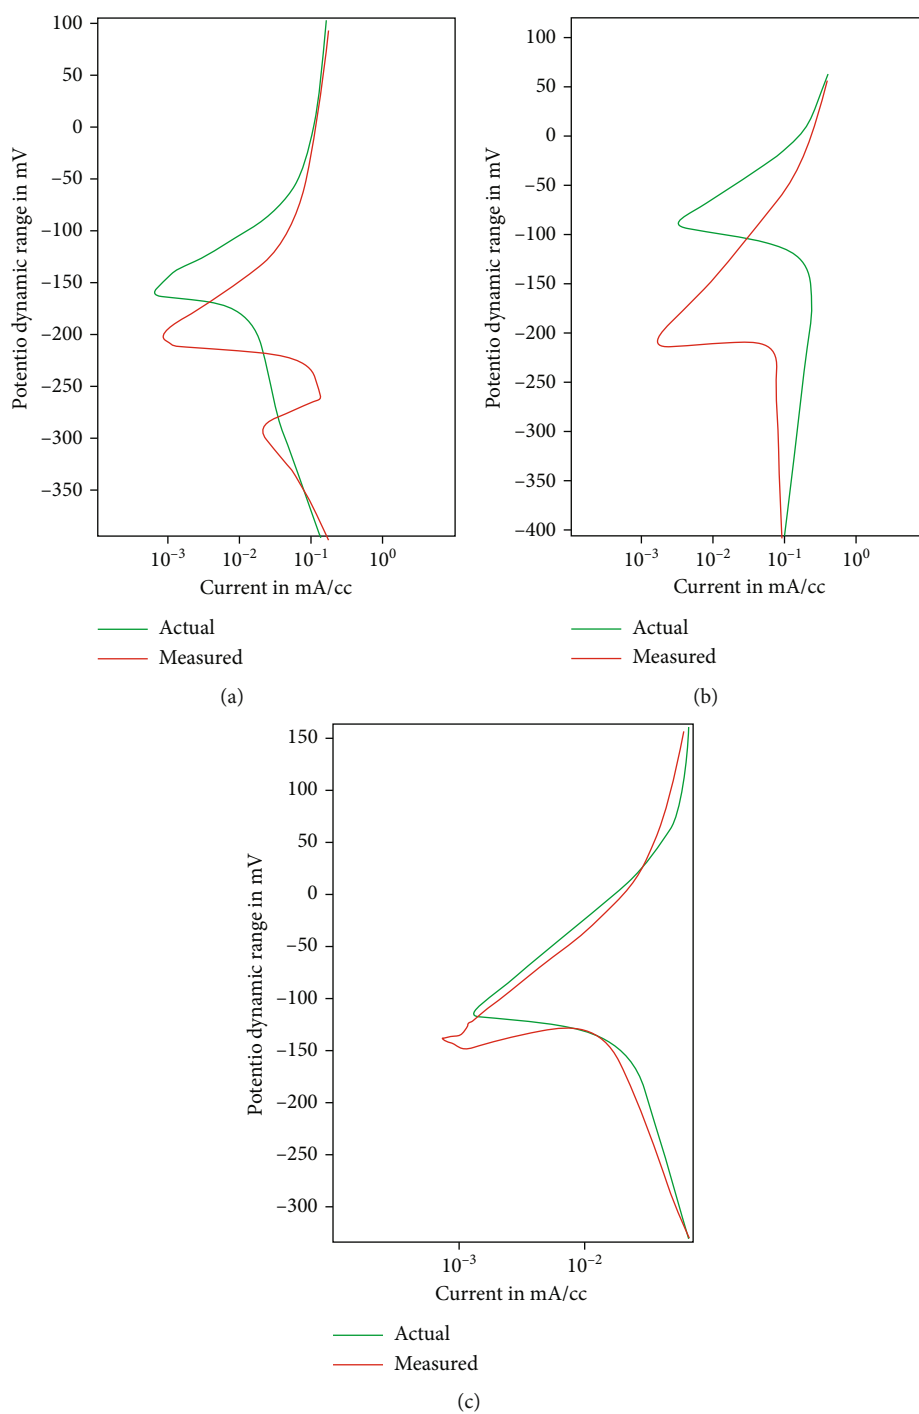 100
50
0
–50
–100
–150
–200
–250
–300
–350
Potentio dynamic range in mV
10–3
10–2
10–1
100
Current in mA/cc
Actual
Measured
(a)
100
50
0
–50
–100
–150
–200
–250
–300
–350
–400
Potentio dynamic range in mV
10–3
10–2
10–1
100
Current in mA/cc
Actual
Measured
(b)
150
100
50
0
–50
–100
–150
–200
–250
–300
Potentio dynamic range in mV
10–3
10–2
Current in mA/cc
Actual
Measured
(c)